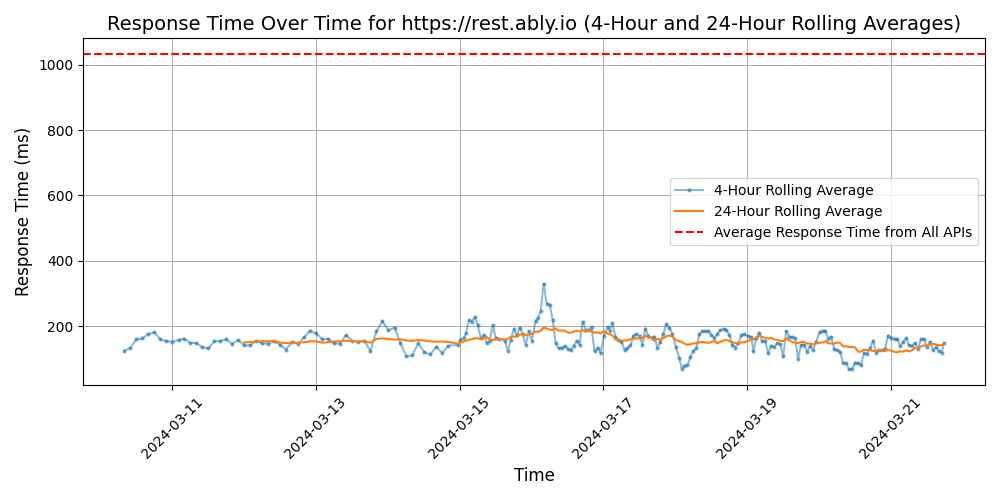 Response Time Over Time for https://rest.ably.io (4-Hour and 24-Hour Rolling Averages)
Response Time (ms)
1000
800
600
400
200
4-Hour Rolling Average
24-Hour Rolling Average
Average Response Time from All APIs
2024-03-11
2024-03-13
2024-03-15
2024-03-17
2024-03-19
2024-03-21
Time